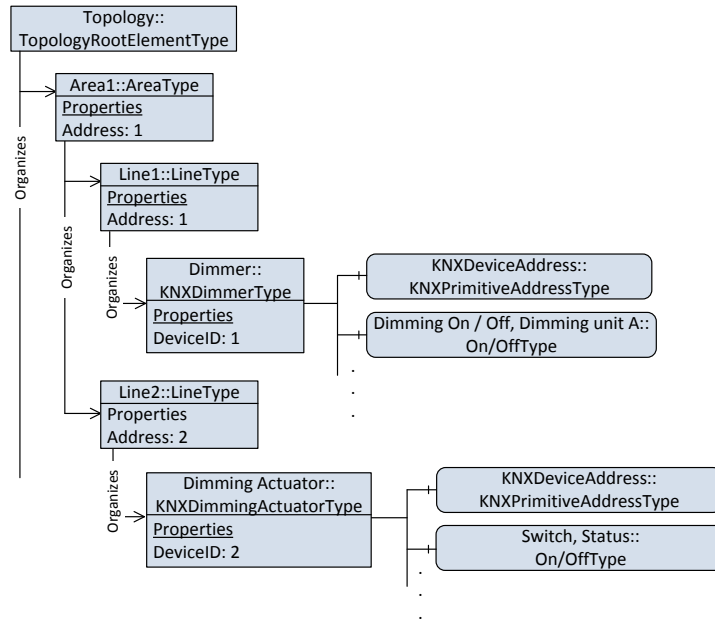 Topology::
TopologyRootElementType
Area1::AreaType
Properties
Address: 1
Organizes
Line1::LineType
Properties
Address: 1
Organizes
Organizes
Dimmer::
KNXDimmerType
Properties
DeviceID: 1
KNXDeviceAddress::
KNXPrimitiveAddressType
Dimming On / Off, Dimming unit A::
On/OffType
Line2::LineType
Properties
Address: 2
Organizes
Dimming Actuator::
KNXDimmingActuatorType
Properties
DeviceID: 2
KNXDeviceAddress::
KNXPrimitiveAddressType
Switch, Status::
On/OffType